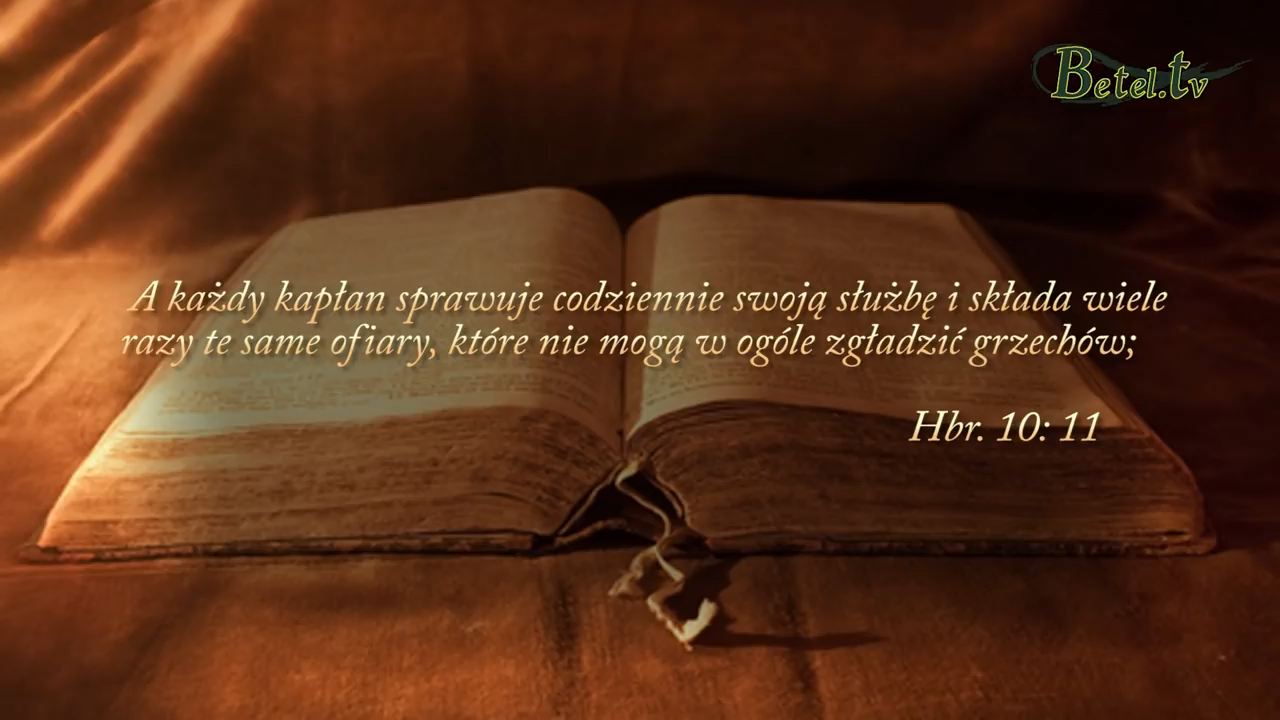 Betel.tv
A każdy kapłan sprawuje codziennie swoją służbę i składa wiele
razy te same ofiary, które nie mogą w ogóle zgładzić grzechów;
Hbr. 10: 11